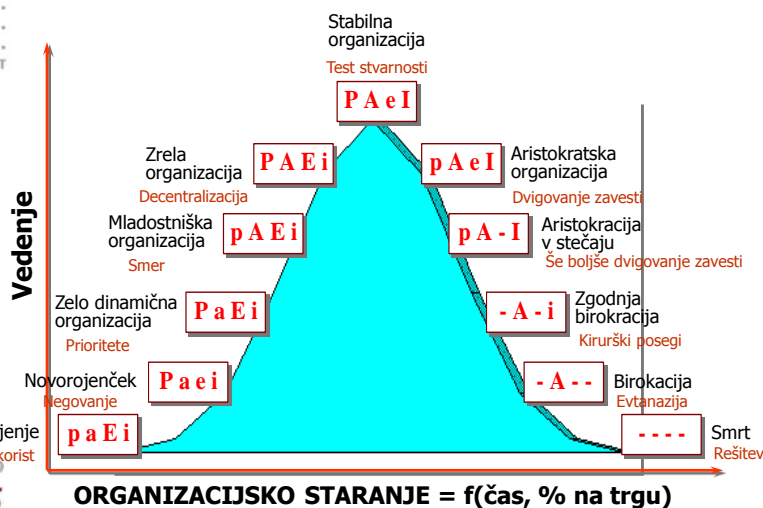 Stabilna
organizacija
Test stvarnosti
P A e I
Zrela
organizacija
P A E i
Decentralizacija
p A e I
Aristokratska
organizacija
Dvigovanje zavesti
Mladostniška
organizacija
p A E i
Smer
p A - I
Aristokracija
v stečaju
Še boljše dvigovanje zavesti
Vedenje
Zelo dinamična
organizacija
P a E i
Prioritete
- A - i
Zgodnja
birokracija
Kirurški posegi
Novorojenček
P a e i
Negovanje
- A - -
Birokacija
Evtanazija
jenje
p a E i
korist
- - - -
Smrt
Rešitev
ORGANIZACIJSKO STARANJE = f(čas, % na trgu)